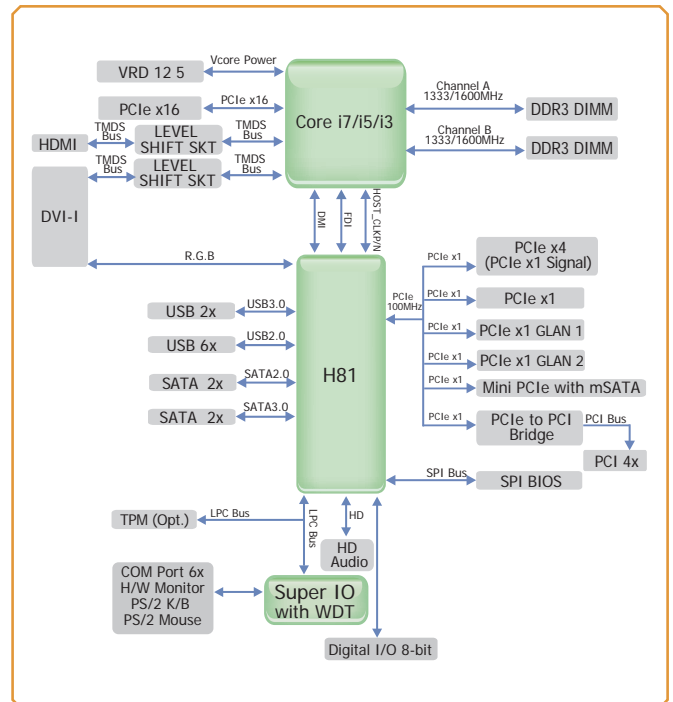 Vcore Power
VRD 12 5
PCIe x16
PCIe x16
Core i7/i5/i3
Channel A
1333/1600MHz
DDR3 DIMM
Channel B
1333/1600MHz
DDR3 DIMM
HDMI
TMDS
Bus
LEVEL
SHIFT SKT
TMDS
Bus
TMDS
Bus
LEVEL
SHIFT SKT
TMDS
Bus
DVI-I
DMI
FDI
HOST_CLKP/N
R.G.B
H81
USB 2x
USB3.0
USB 6x
USB2.0
SATA 2x
SATA2.0
SATA 2x
SATA3.0
PCIe
100MHz
PCIe x1
PCIe x4
(PCIe x1 Signal)
PCIe x1
PCIe x1
PCIe x1
PCIe x1 GLAN 1
PCIe x1
PCIe x1 GLAN 2
PCIe x1
Mini PCIe with mSATA
PCIe x1
PCIe to PCI
Bridge
PCI Bus
PCI 4x
SPI Bus
SPI BIOS
TPM (Opt.)
LPC Bus
LPC Bus
HD
HD
Audio
COM Port 6x
H/W Monitor
PS/2 K/B
PS/2 Mouse
Super IO
with WDT
Digital I/O 8-bit